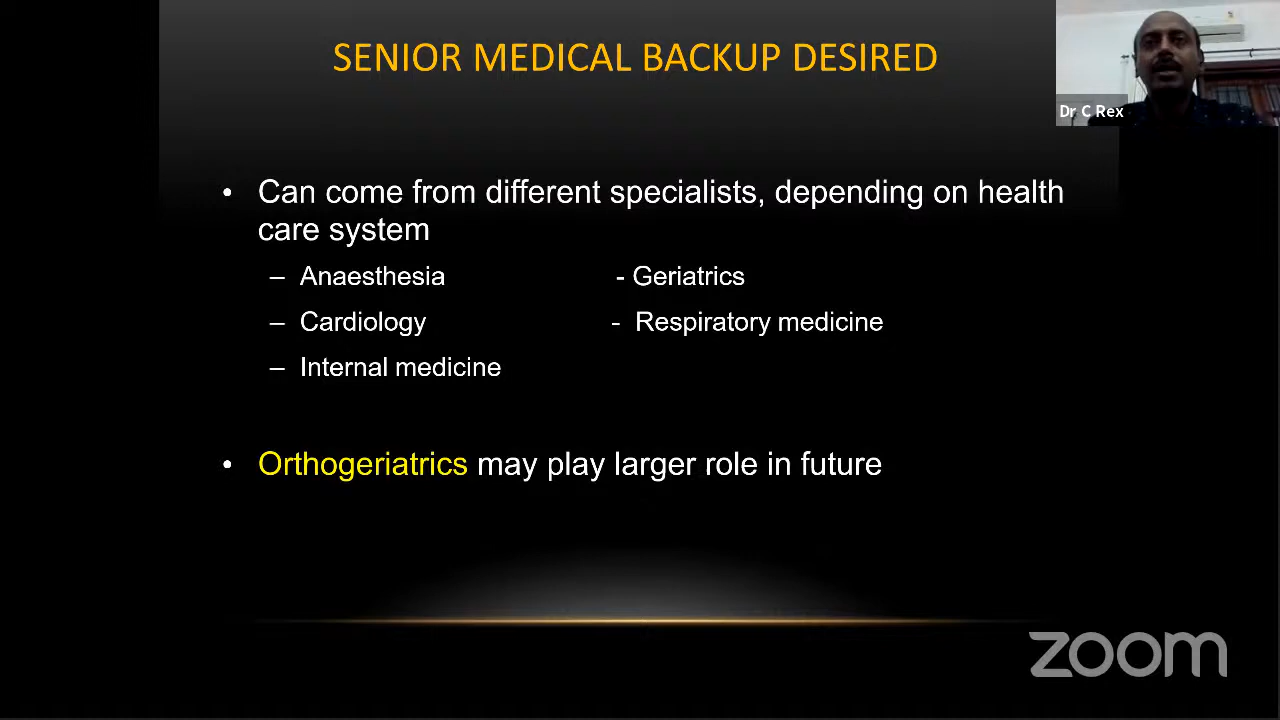 SENIOR MEDICAL BACKUP DESIRED
Dr C Rex
• Can come from different specialists, depending on health
care system
– Anaesthesia - Geriatrics
– Cardiology - Respiratory medicine
– Internal medicine
• Orthogeriatrics may play larger role in future
zoom